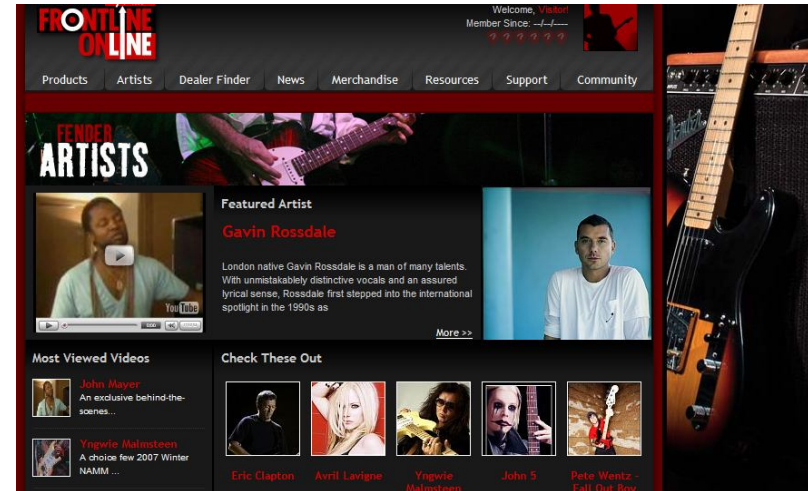 FRONTLINE
ONLINE
Welcome, Visitor!
Member Since: --/--/----
? ? ? ? ? ?
Products Artists Dealer Finder News Merchandise Resources Support Community
FENDER
ARTISTS
Featured Artist
Gavin Rossdale
London native Gavin Rossdale is a man of many talents.
With unmistakablely distinctive vocals and an assured
lyrical sense, Rossdale first stepped into the international
spotlight in the 1990s as
More >>
YouTube
0:00
Fender
Most Viewed Videos
John Mayer
An exclusive behind-the-
scenes...
Yngwie Malmsteen
A choice few 2007 Winter
NAMM ...
Check These Out
Eric Clapton
Avril Lavigne
Yngwie
Malmsteen
John 5
Pete Wentz -
Fall Out Boy